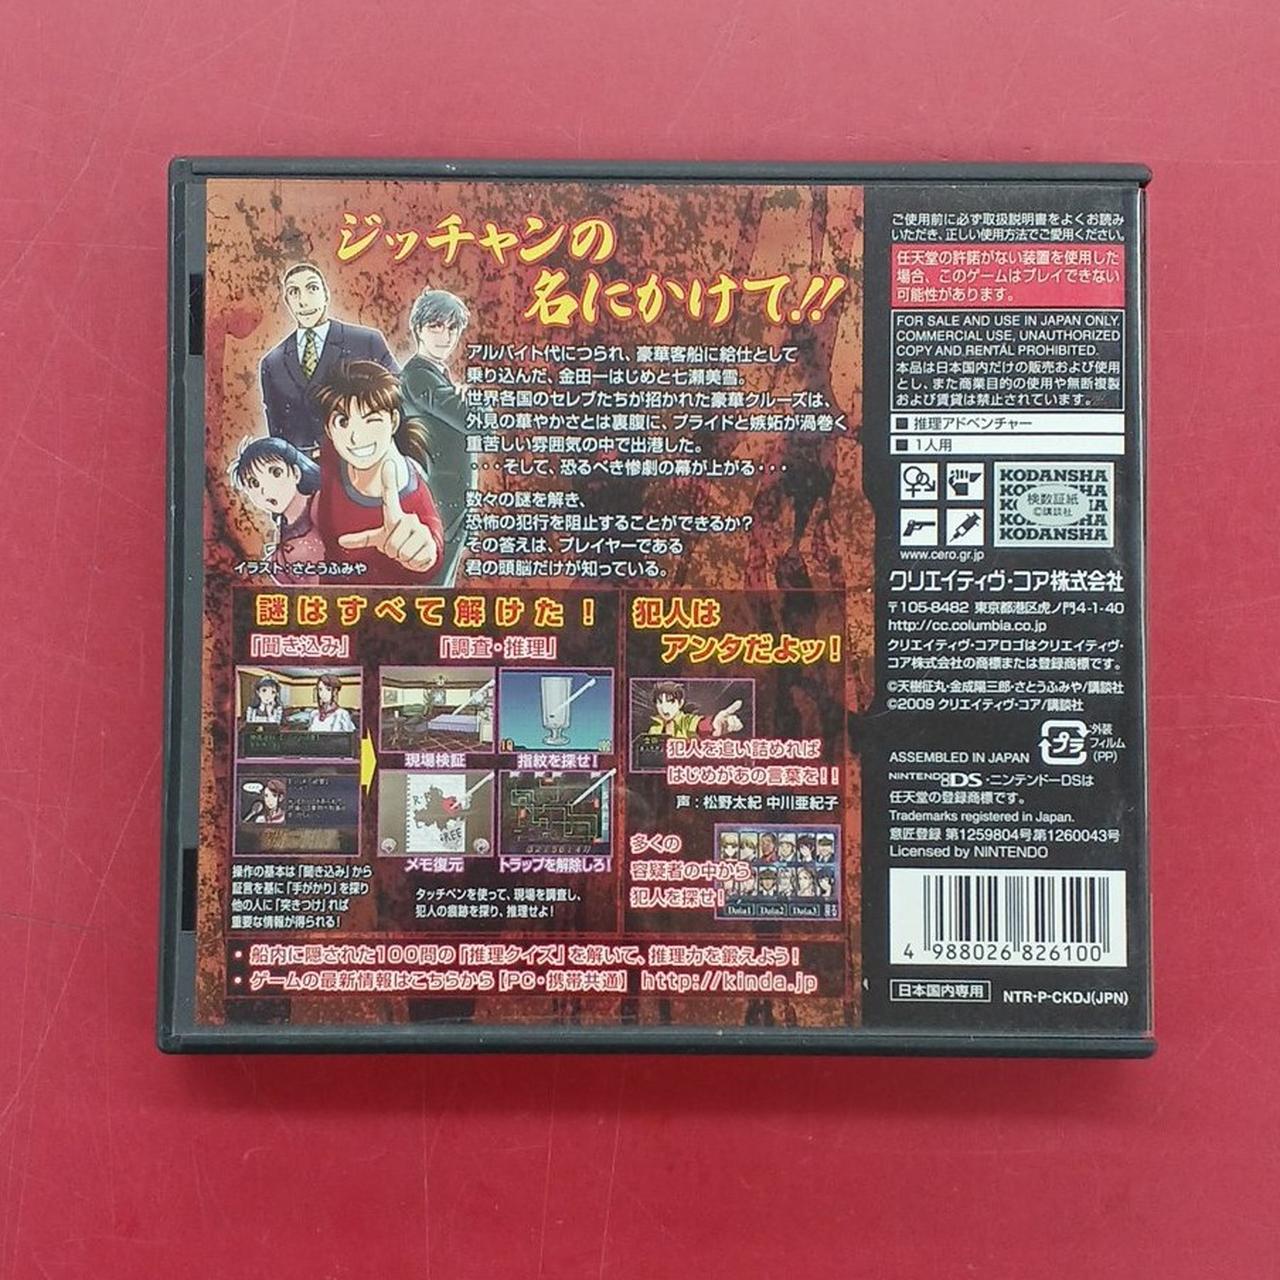 ジッチャンの
名にかけて!!
アルバイト代につられ、豪華客船に給仕として
乗り込んだ、金田一はじめと七瀬美雪。
世界各国のセレブたちが招かれた豪華クルーズは、
外見の華やかさとは裏腹に、プライドと嫉妬が渦巻く
重苦しい雰囲気の中で出港した。
・・・そして、恐るべき惨劇の幕が上がる・・・
数々の謎を解き、
恐怖の犯行を阻止することができるか?
その答えは、プレイヤーである
君の頭脳だけが知っている。
イラスト:さとうふみや
謎はすべて解けた!
「聞き込み」
「調査・推理」
現場検証
指紋を探せ!
メモ復元
トラップを解除しろ!
操作の基本は「聞き込み」から
証言を基に「手がかり」を探り
他の人に「突きつけ」れば
重要な情報が得られる!
タッチペンを使って、現場を調査し、
犯人の痕跡を探り、推理せよ!
犯人は
アンタだよッ!
犯人を追い詰めれば
はじめがあの言葉を!!
声:松野太紀 中川亜紀子
多くの
容疑者の中から
犯人を探せ!
Data1 Data2 Data3 戻る
• 船内に隠された100問の「推理クイズ」を解いて、推理力を鍛えよう!
• ゲームの最新情報はこちらから【PC・携帯共通】 http://kinda.jp
ご使用前に必ず取扱説明書をよくお読み
いただき、正しい使用方法でご愛用ください。
任天堂の許諾がない装置を使用した
場合、このゲームはプレイできない
可能性があります。
FOR SALE AND USE IN JAPAN ONLY.
COMMERCIAL USE, UNAUTHORIZED
COPY AND RENTAL PROHIBITED.
本品は日本国内だけの販売および使用
とし、また商業目的の使用や無断複製
および賃貸は禁止されています。
■ 推理アドベンチャー
■ 1人用
KODANSHA
検数証紙
©講談社
KODANSHA
www.cero.gr.jp
クリエイティヴ・コア株式会社
〒105-8482 東京都港区虎ノ門4-1-40
http://cc.columbia.co.jp
クリエイティヴ・コアロゴはクリエイティヴ・
コア株式会社の商標または登録商標です。
©天樹征丸・金成陽三郎・さとうふみや/講談社
©2009 クリエイティヴ・コア/講談社
プラ
外装
フィルム
(PP)
ASSEMBLED IN JAPAN
NINTENDO DS・ニンテンドーDSは
任天堂の登録商標です。
Trademarks registered in Japan.
意匠登録 第1259804号 第1260043号
Licensed by NINTENDO
4 988026 826100
日本国内専用
NTR-P-CKDJ(JPN)